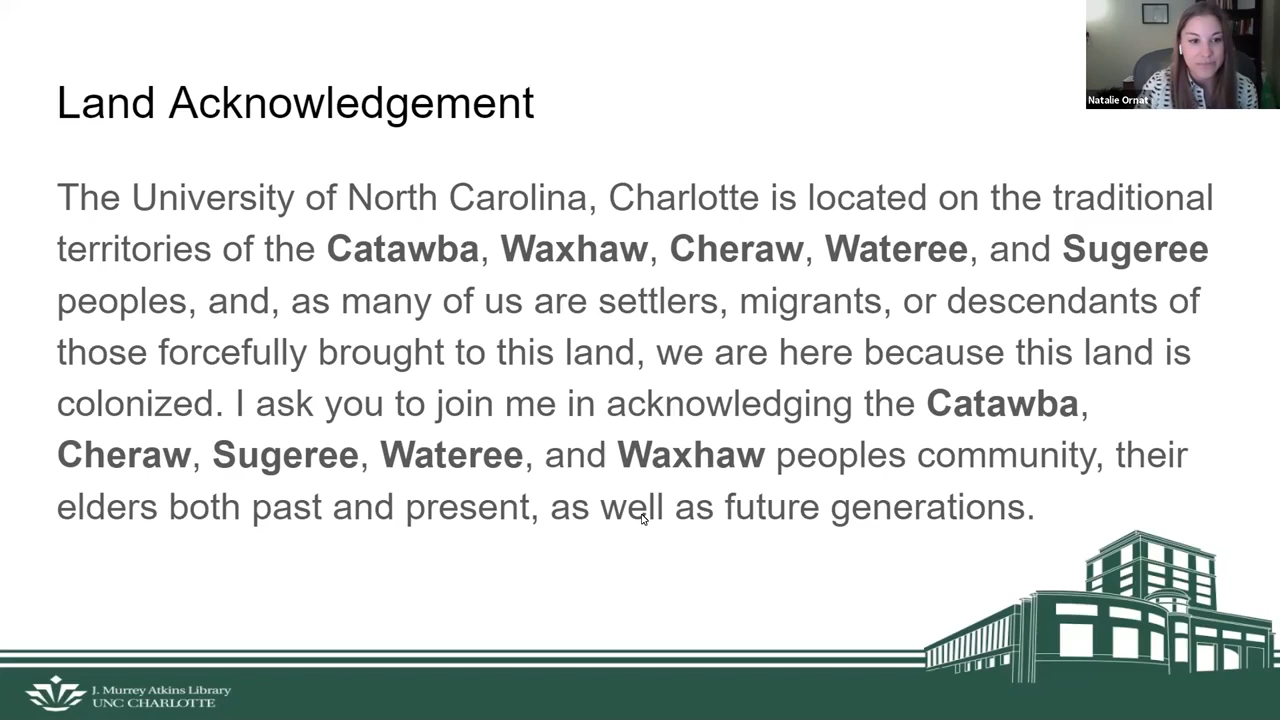 Land Acknowledgement
Natalie Ornat
The University of North Carolina, Charlotte is located on the traditional
territories of the Catawba, Waxhaw, Cheraw, Wateree, and Sugeree
peoples, and, as many of us are settlers, migrants, or descendants of
those forcefully brought to this land, we are here because this land is
colonized. I ask you to join me in acknowledging the Catawba,
Cheraw, Sugeree, Wateree, and Waxhaw peoples community, their
elders both past and present, as well as future generations.
J. Murrey Atkins Library
UNC CHARLOTTE